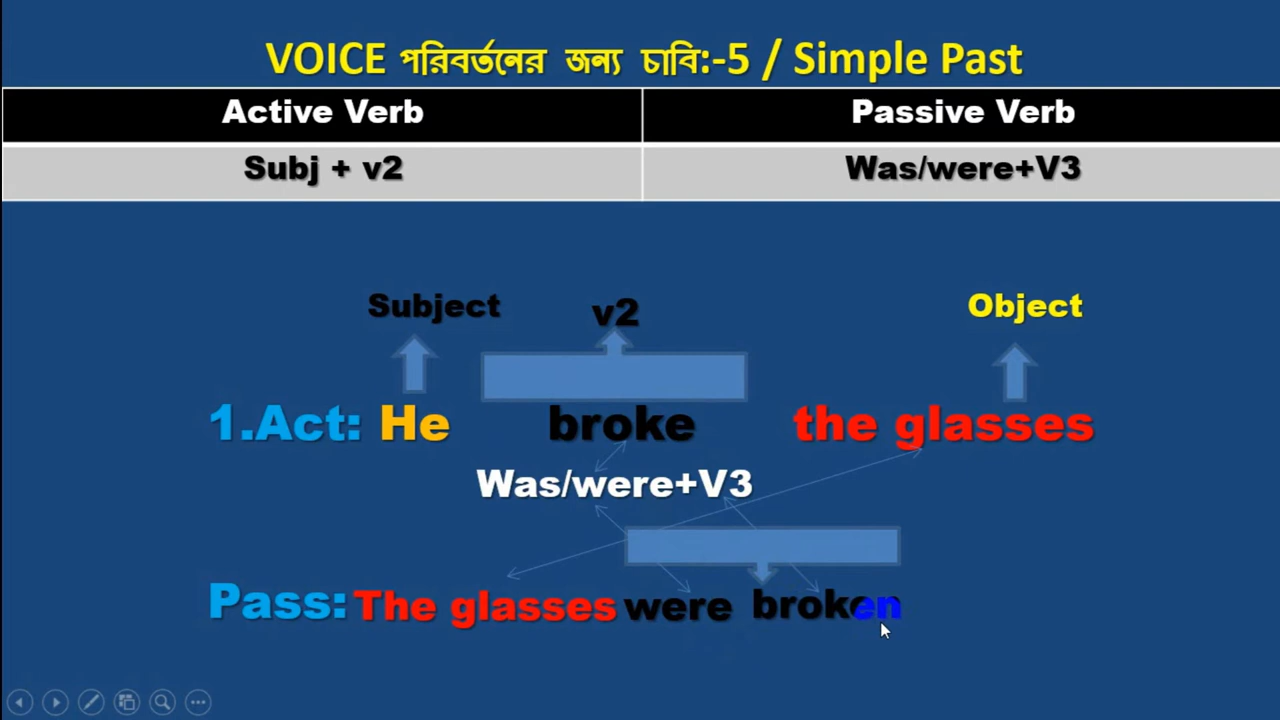 VOICE পরিবর্তনের জন্য চাবি:-5 / Simple Past
Active Verb Passive Verb
Subj + v2 Was/were+V3
Subject v2 Object
1.Act: He broke the glasses
Was/were+V3
Pass: The glasses were broken